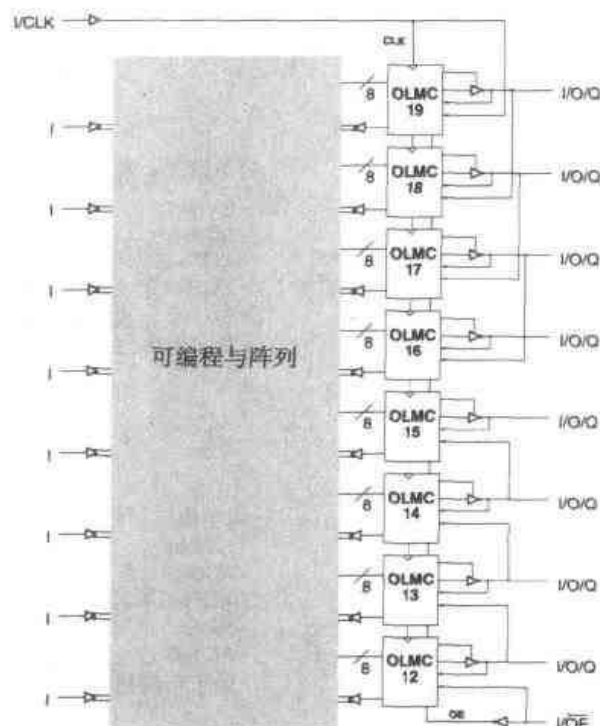 I/CLK
CLK
8
OLMC
19
I/O/Q
I
8
OLMC
18
I/O/Q
I
8
OLMC
17
I/O/Q
I
可编程与阵列
8
OLMC
16
I/O/Q
I
8
OLMC
15
I/O/Q
I
8
OLMC
14
I/O/Q
I
8
OLMC
13
I/O/Q
I
8
OLMC
12
I/O/Q
I
OE
I/OE